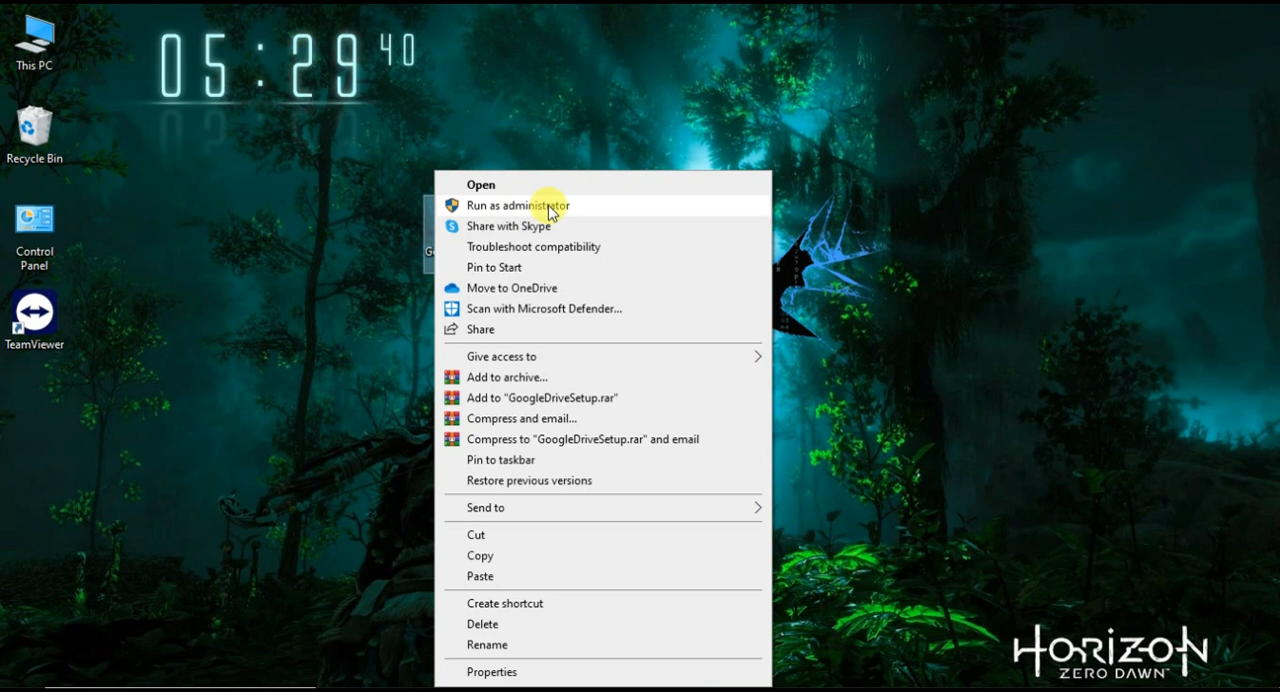 This PC
05:29 40
Recycle Bin
Control
Panel
TeamViewer
Open
Run as administrator
Share with Skype
Troubleshoot compatibility
Pin to Start
Move to OneDrive
Scan with Microsoft Defender...
Share
Give access to
Add to archive...
Add to "GoogleDriveSetup.rar"
Compress and email...
Compress to "GoogleDriveSetup.rar" and email
Pin to taskbar
Restore previous versions
Send to
Cut
Copy
Paste
Create shortcut
Delete
Rename
Properties
HORIZON
ZERO DAWN™